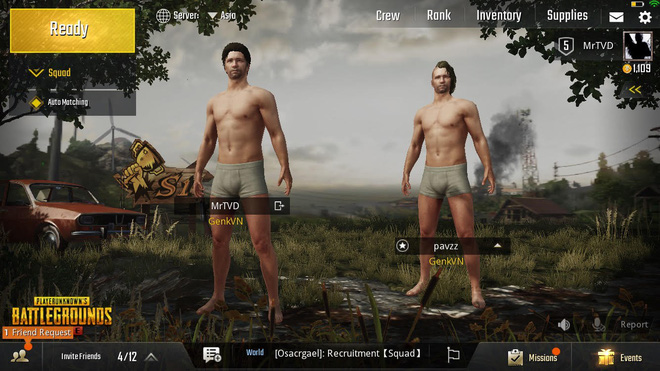 Ready
Server: Asia
Crew
Rank
Inventory
Supplies
5
MrTVD
1,109
Squad
Auto Matching
MrTVD
GenkVN
pavzz
GenkVN
PLAYERUNKNOWN'S
BATTLEGROUNDS
1 Friend Request
Report
Invite Friends
4/12
World
[Osacrgael]: Recruitment【Squad】
Missions
Events